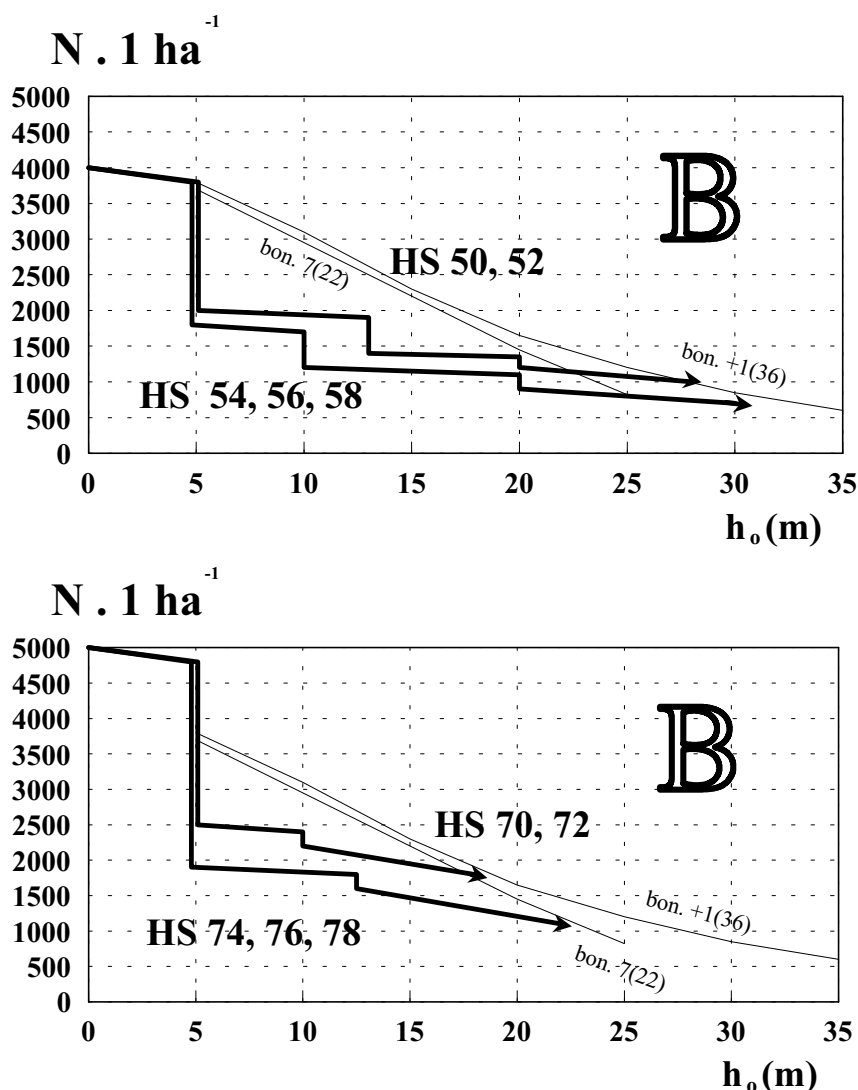 N . 1 ha⁻¹
5000
4500
4000
3500
3000
2500
2000
1500
1000
500
0
B
HS 50, 52
bon. 7(22)
bon. +1(36)
HS 54, 56, 58
0 5 10 15 20 25 30 35
hₒ(m)
N . 1 ha⁻¹
5000
4500
4000
3500
3000
2500
2000
1500
1000
500
0
B
HS 70, 72
bon. +1(36)
HS 74, 76, 78
bon. 7(22)
0 5 10 15 20 25 30 35
hₒ(m)